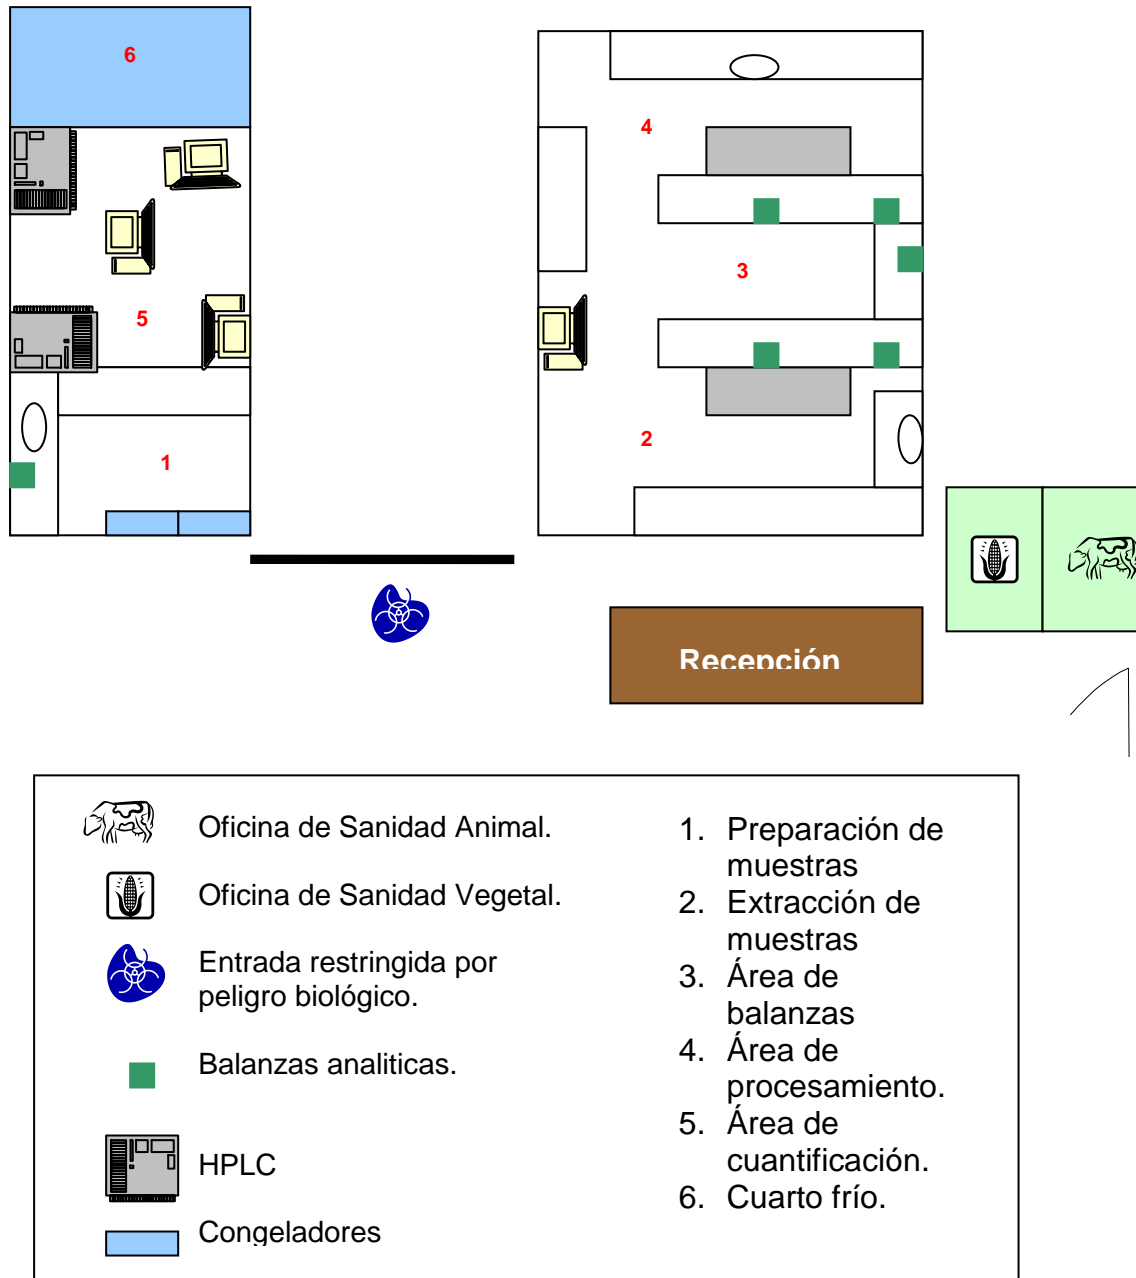 6
4
3
5
2
1
Recepción
Oficina de Sanidad Animal.
Oficina de Sanidad Vegetal.
Entrada restringida por
peligro biológico.
Balanzas analiticas.
HPLC
Congeladores
1. Preparación de
muestras
2. Extracción de
muestras
3. Área de
balanzas
4. Área de
procesamiento.
5. Área de
cuantificación.
6. Cuarto frío.